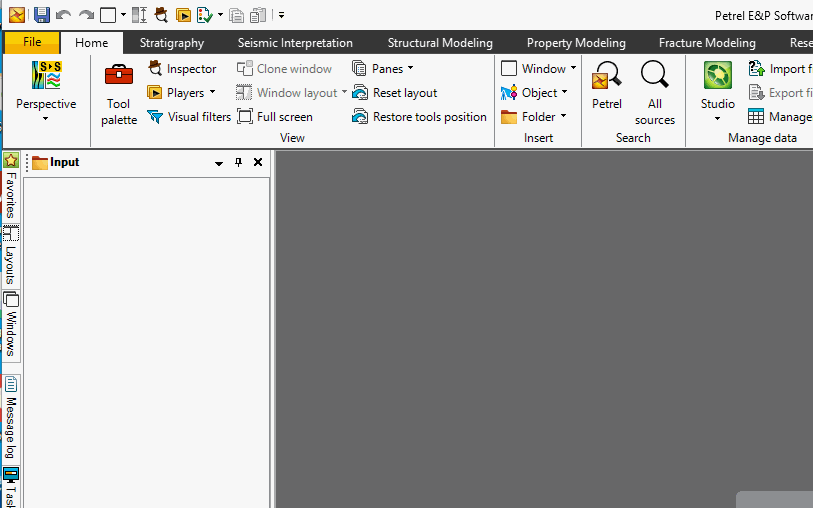 Petrel E&P Softwar
File Home Stratigraphy Seismic Interpretation Structural Modeling Property Modeling Fracture Modeling Rese
S S
Perspective
Tool palette
Inspector
Players
Visual filters
Clone window
Window layout
Full screen
Panes
Reset layout
Restore tools position
View
Window
Object
Folder
Insert
Petrel
All sources
Search
Studio
Import f
Export fi
Manage
Manage data
Input
Favorites
Layouts
Windows
Message log
Task